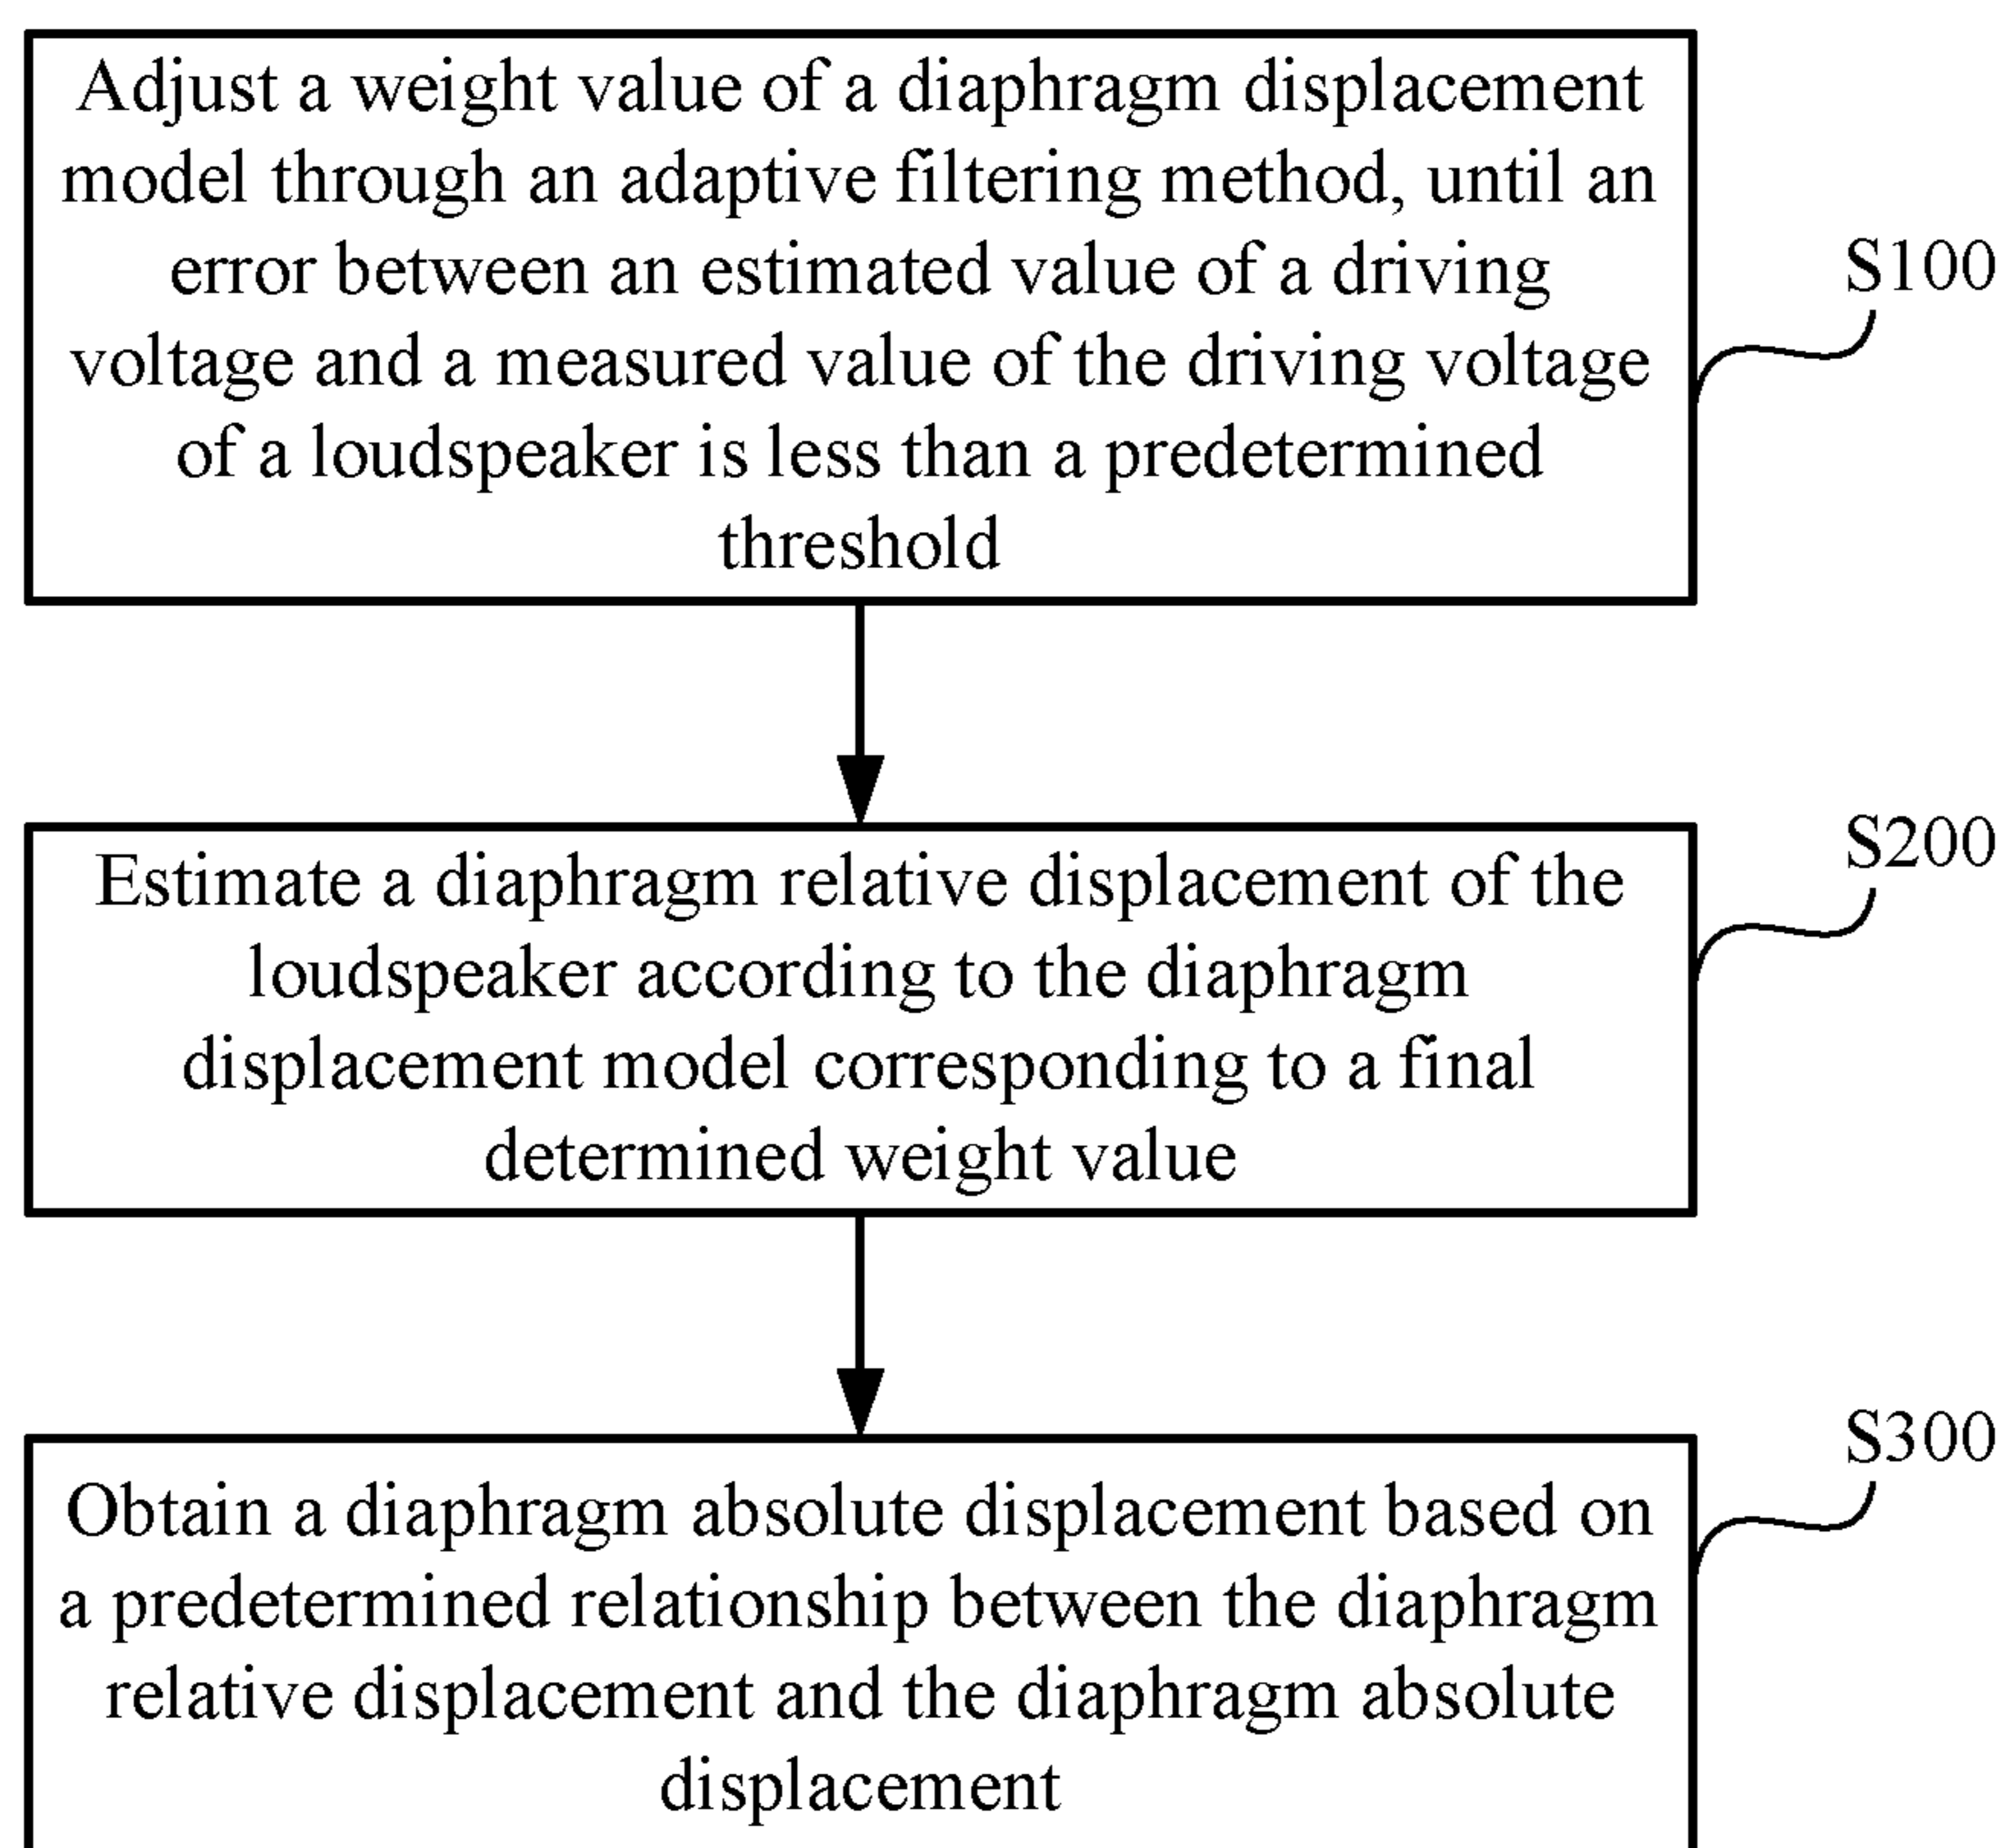 Adjust a weight value of a diaphragm displacement
model through an adaptive filtering method, until an
error between an estimated value of a driving
voltage and a measured value of the driving voltage
of a loudspeaker is less than a predetermined
threshold
S100
Estimate a diaphragm relative displacement of the
loudspeaker according to the diaphragm
displacement model corresponding to a final
determined weight value
S200
Obtain a diaphragm absolute displacement based on
a predetermined relationship between the diaphragm
relative displacement and the diaphragm absolute
displacement
S300